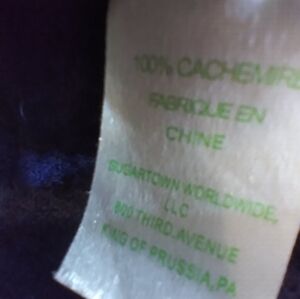 100% CACHEMIRE
FABRIQUE EN
CHINE
SUGARTOWN WORLDWIDE,
LLC
800 THIRD AVENUE
KING OF PRUSSIA, PA